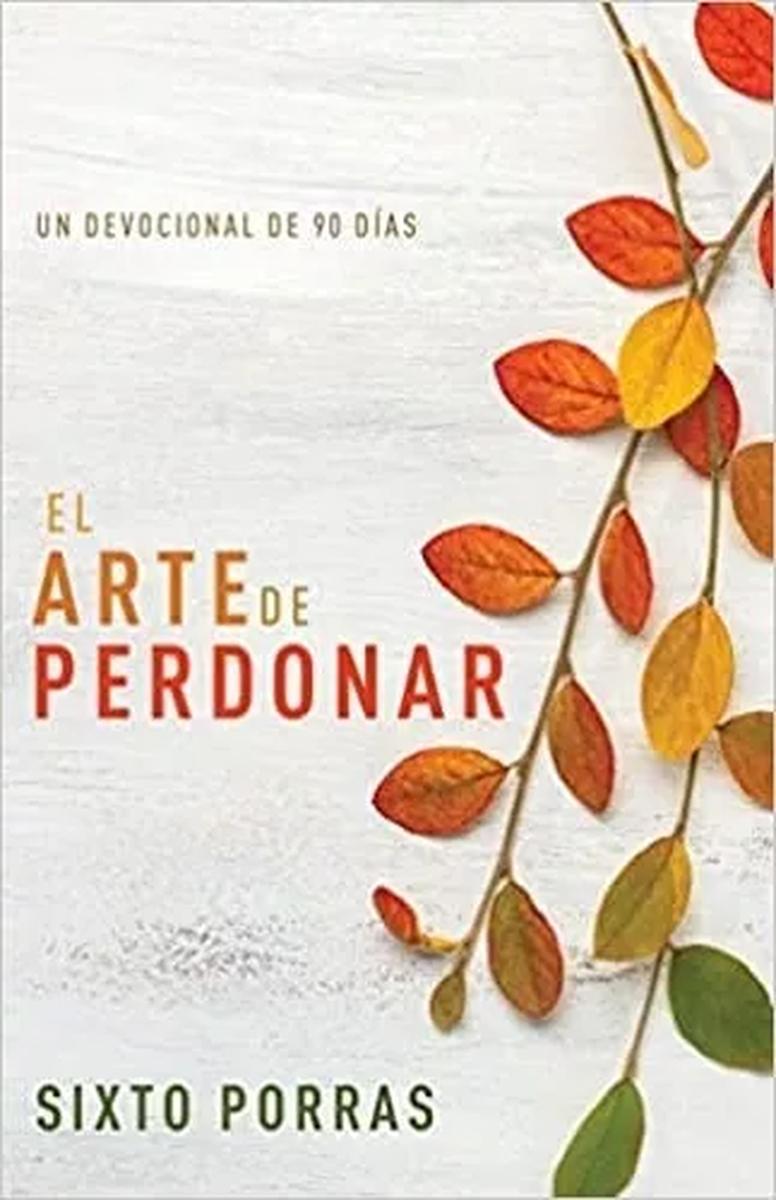 UN DEVOCIONAL DE 90 DÍAS
EL
ARTE DE
PERDONAR
SIXTO PORRAS